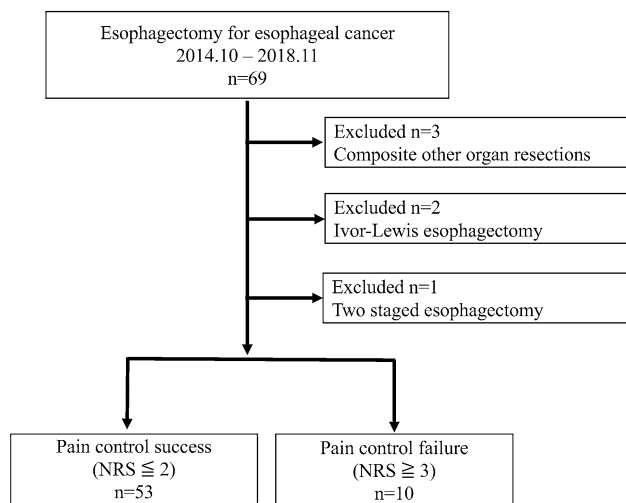 Esophagectomy for esophageal cancer
2014.10 – 2018.11
n=69
Excluded n=3
Composite other organ resections
Excluded n=2
Ivor-Lewis esophagectomy
Excluded n=1
Two staged esophagectomy
Pain control success
(NRS ≦ 2)
n=53
Pain control failure
(NRS ≧ 3)
n=10